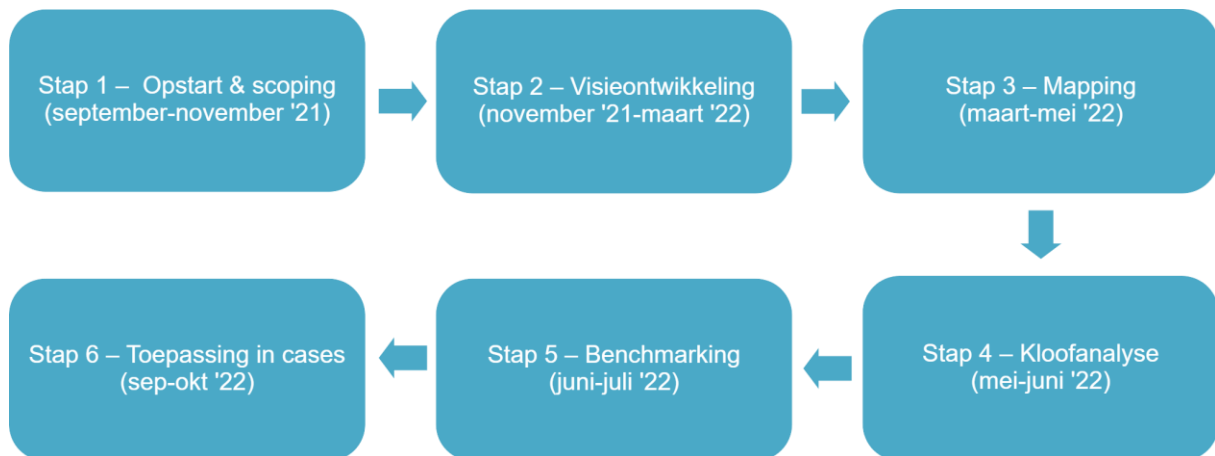 Stap 1 – Opstart & scoping
(september-november '21)
Stap 2 – Visieontwikkeling
(november '21-maart '22)
Stap 3 – Mapping
(maart-mei '22)
Stap 4 – Kloofanalyse
(mei-juni '22)
Stap 5 – Benchmarking
(juni-juli '22)
Stap 6 – Toepassing in cases
(sep-okt '22)